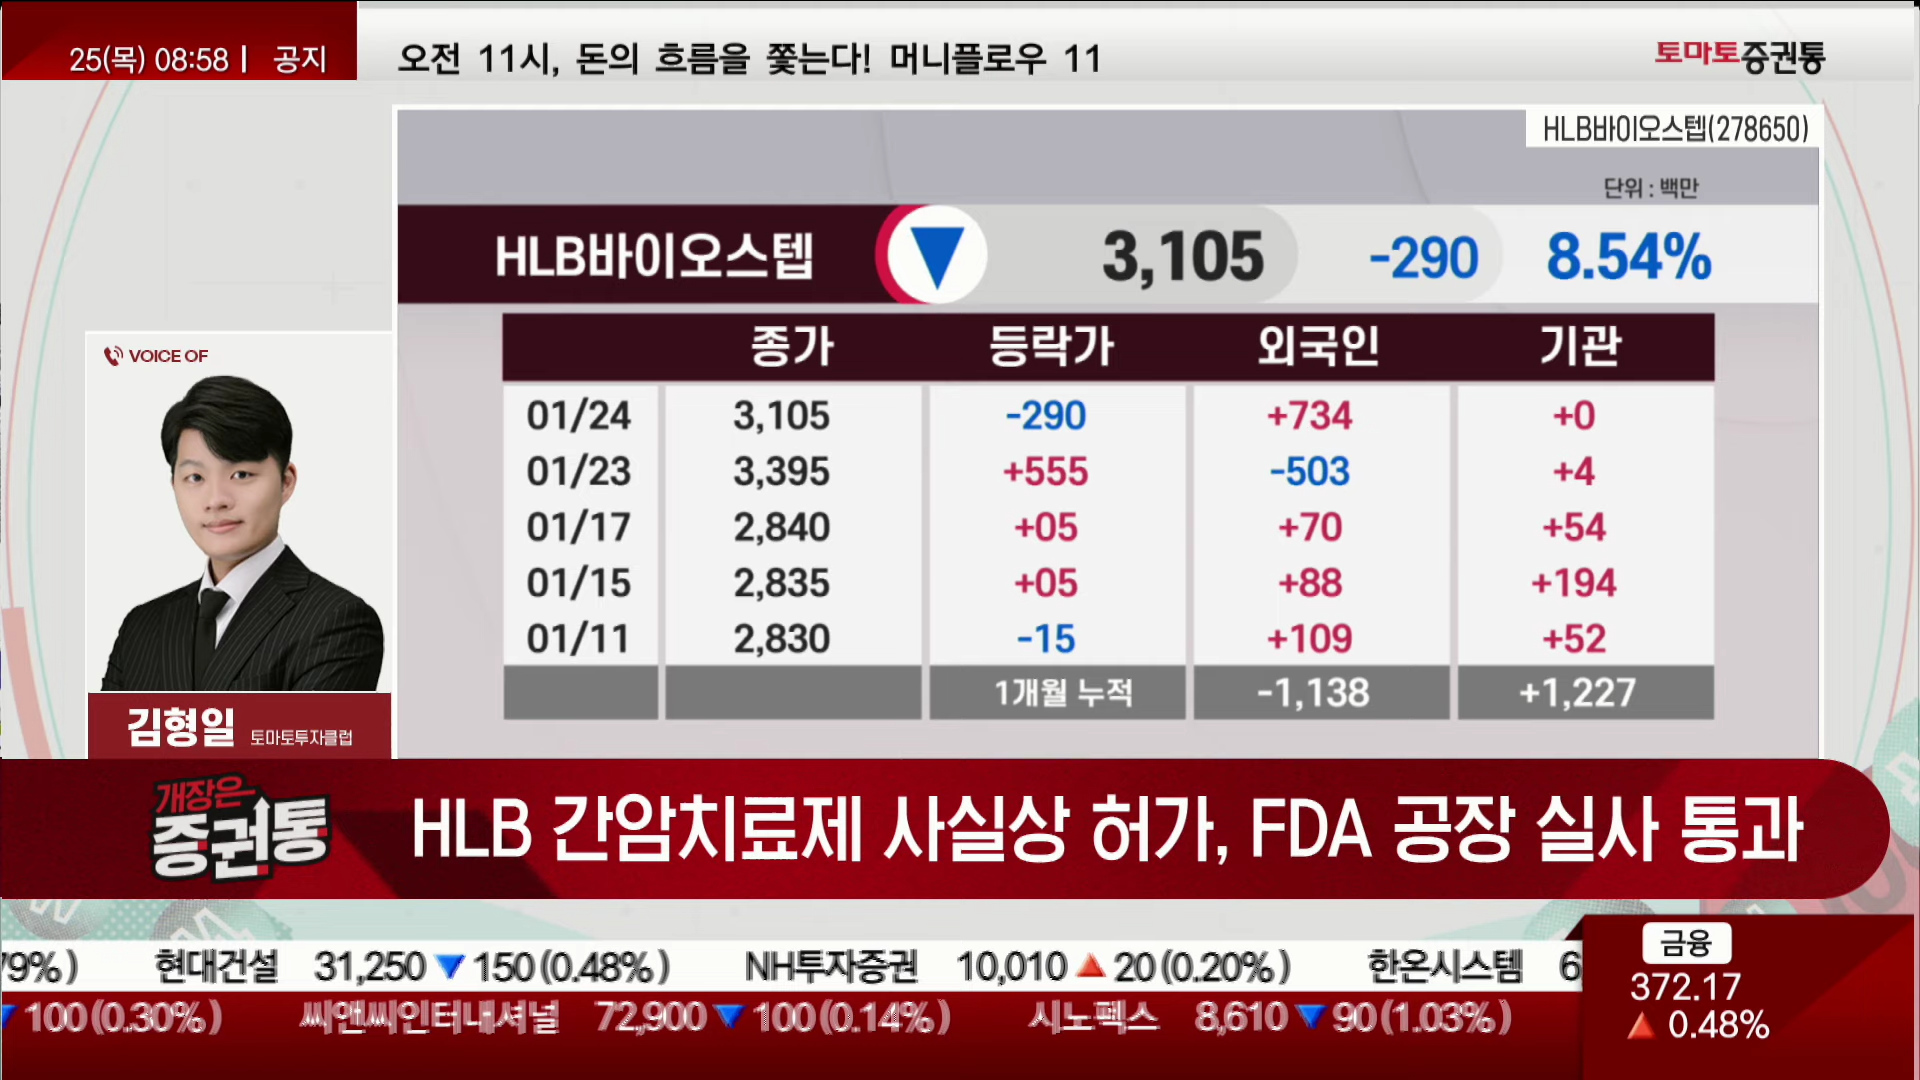 25(목) 08:58 | 공지
오전 11시, 돈의 흐름을 쫓는다! 머니플로우 11
토마토증권통
HLB바이오스텝(278650)
단위 : 백만
HLB바이오스텝 ▼ 3,105 -290 8.54%
종가 등락가 외국인 기관
01/24 3,105 -290 +734 +0
01/23 3,395 +555 -503 +4
01/17 2,840 +05 +70 +54
01/15 2,835 +05 +88 +194
01/11 2,830 -15 +109 +52
1개월 누적 -1,138 +1,227
VOICE OF
김형일 토마토투자클럽
개장은
증권통
HLB 간암치료제 사실상 허가, FDA 공장 실사 통과
79%) 현대건설 31,250 ▼ 150(0.48%) NH투자증권 10,010 ▲ 20(0.20%) 한온시스템 6
▼ 100(0.30%) 씨앤씨인터내셔널 72,900 ▼ 100(0.14%) 시노펙스 8,610 ▼ 90(1.03%)
금융
372.17
▲ 0.48%